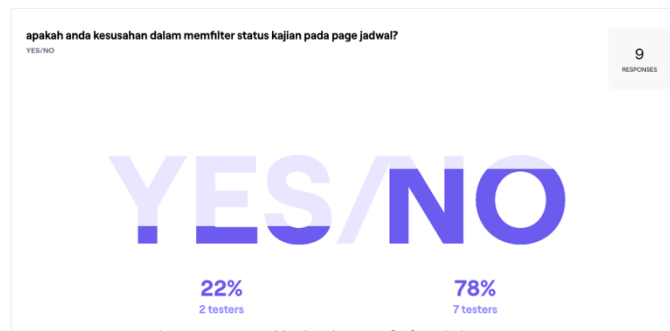 apakah anda kesusahan dalam memfilter status kajian pada page jadwal?
YES/NO
9
RESPONSES
YES/NO
22%
78%
2 testers
7 testers